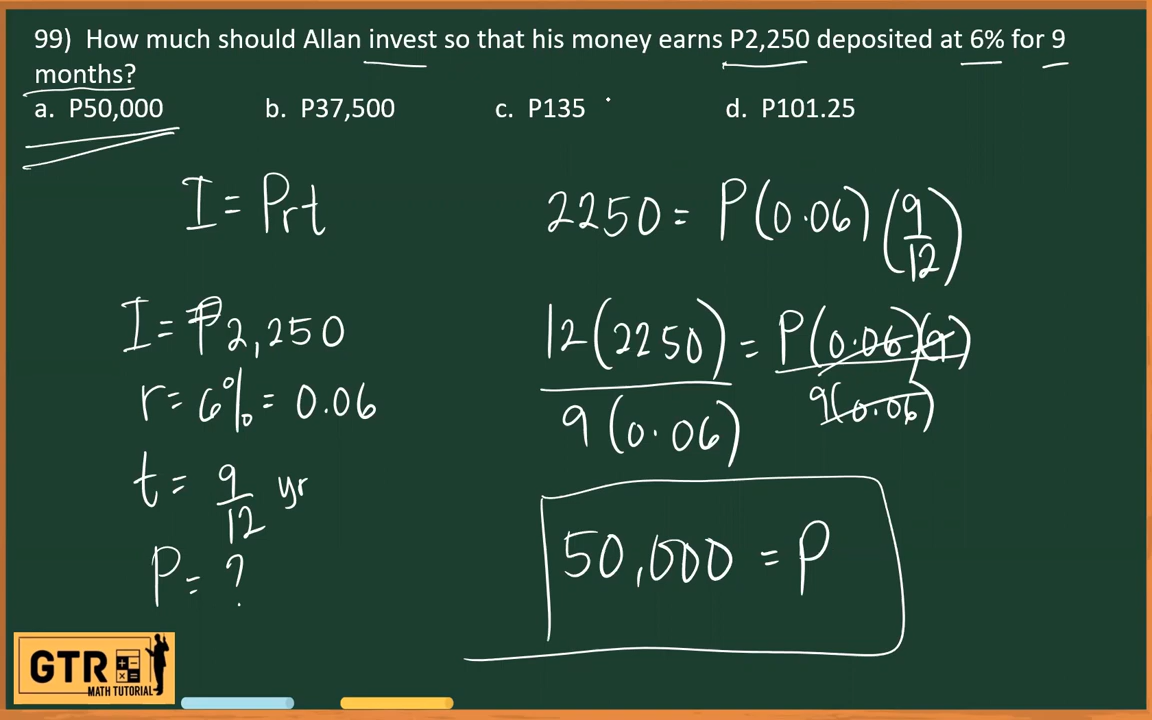 99) How much should Allan invest so that his money earns P2,250 deposited at 6% for 9
months?
a. P50,000 b. P37,500 c. P135 d. P101.25
I = Prt
I = ₱2,250
r = 6% = 0.06
t = 9/12 yr
P = ?
2250 = P(0.06)(9/12)
12(2250) = P(0.06)(9)
9(0.06) 9(0.06)
50,000 = P
GTR
MATH TUTORIAL